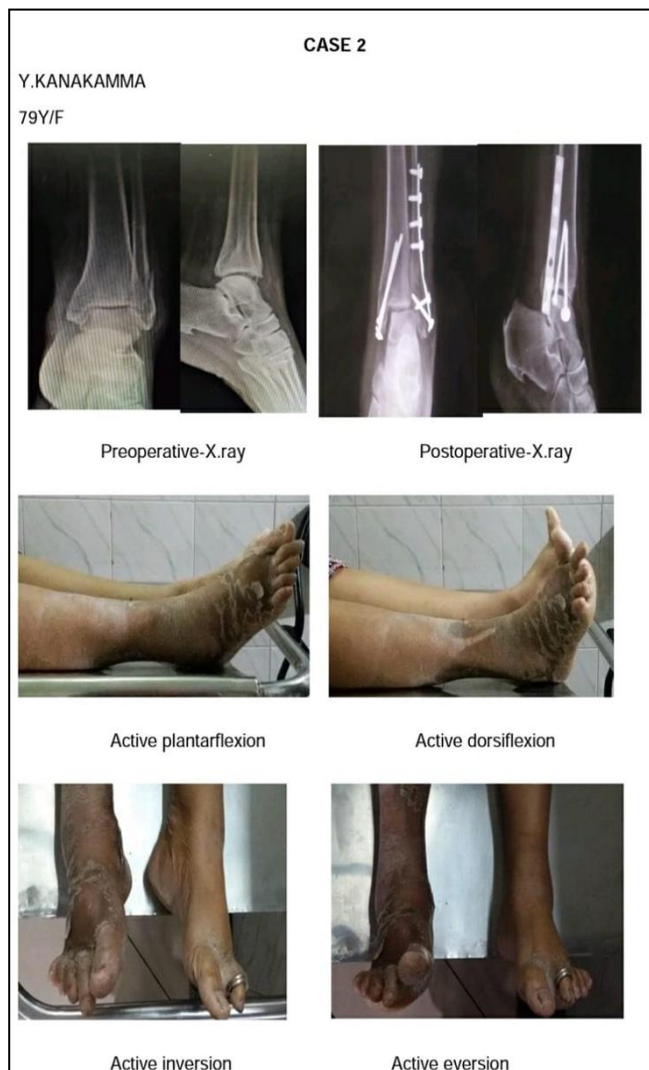 CASE 2
Y.KANAKAMMA
79Y/F
Preoperative-X.ray
Postoperative-X.ray
Active plantarflexion
Active dorsiflexion
Active inversion
Active eversion